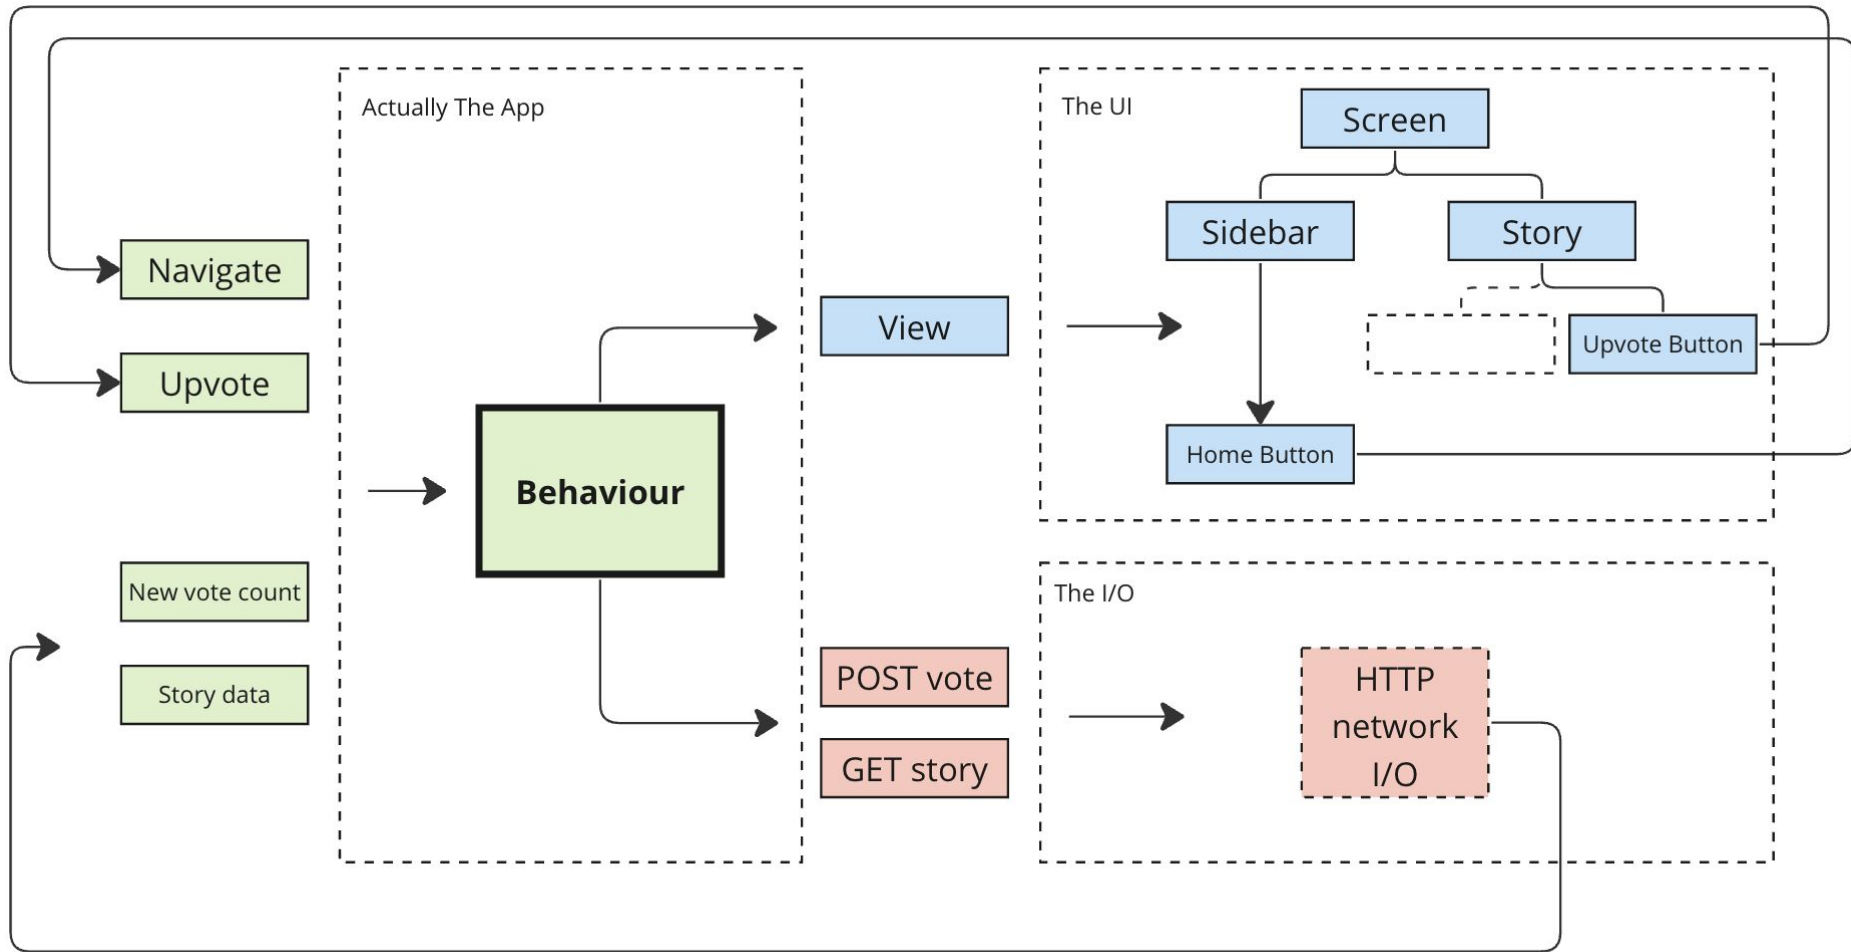 Actually The App
The UI
Screen
Sidebar
Story
Navigate
View
Upvote Button
Upvote
Home Button
Behaviour
New vote count
The I/O
POST vote
HTTP
network
I/O
Story data
GET story